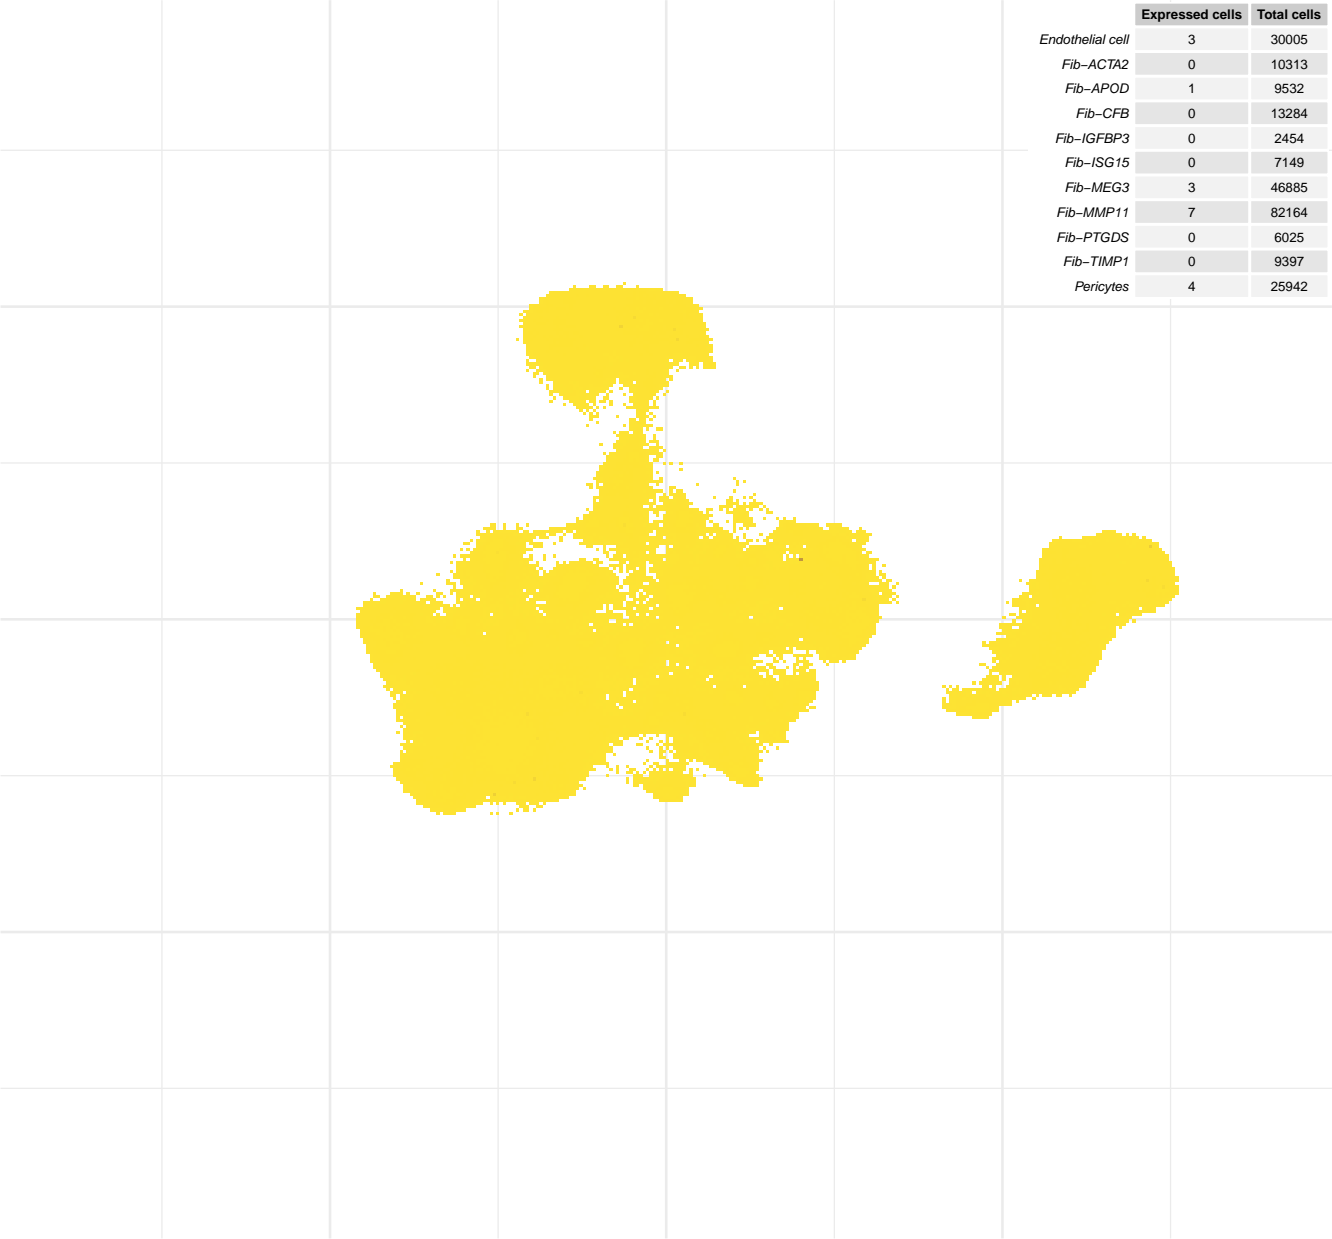 Expressed cells Total cells
Endothelial cell 3 30005
Fib−ACTA2 0 10313
Fib−APOD 1 9532
Fib−CFB 0 13284
Fib−IGFBP3 0 2454
Fib−ISG15 0 7149
Fib−MEG3 3 46885
Fib−MMP11 7 82164
Fib−PTGDS 0 6025
Fib−TIMP1 0 9397
Pericytes 4 25942